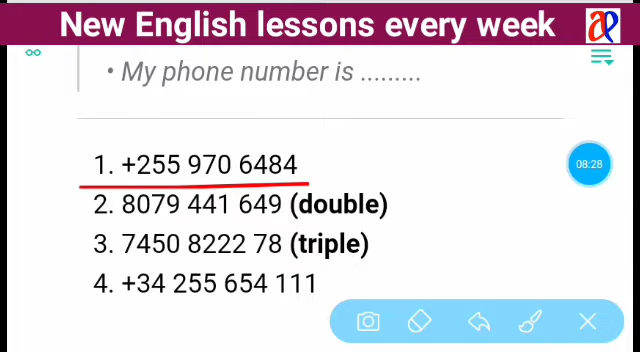 New English lessons every week
• My phone number is .........
1. +255 970 6484
08:28
2. 8079 441 649 (double)
3. 7450 8222 78 (triple)
4. +34 255 654 111